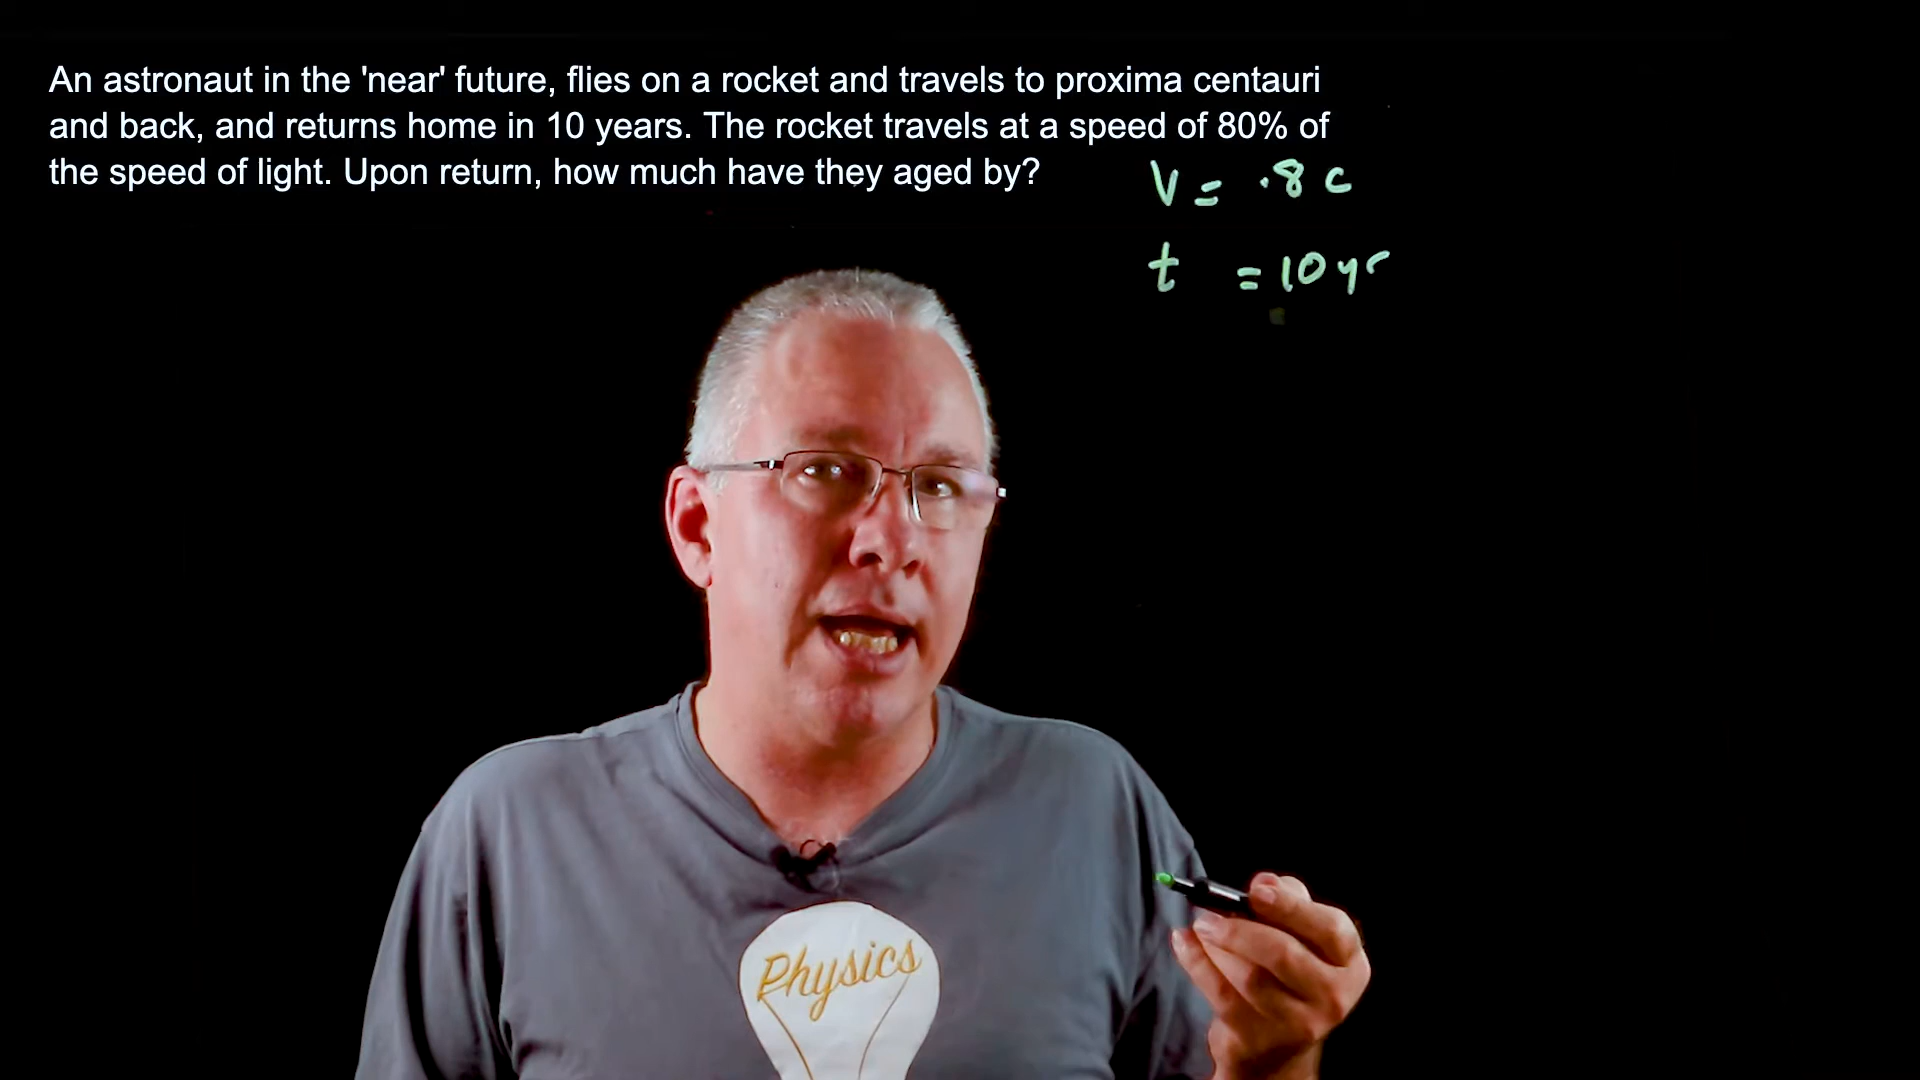 An astronaut in the 'near' future, flies on a rocket and travels to proxima centauri
and back, and returns home in 10 years. The rocket travels at a speed of 80% of
the speed of light. Upon return, how much have they aged by?
V = .8 c
t = 10 yr
Physics